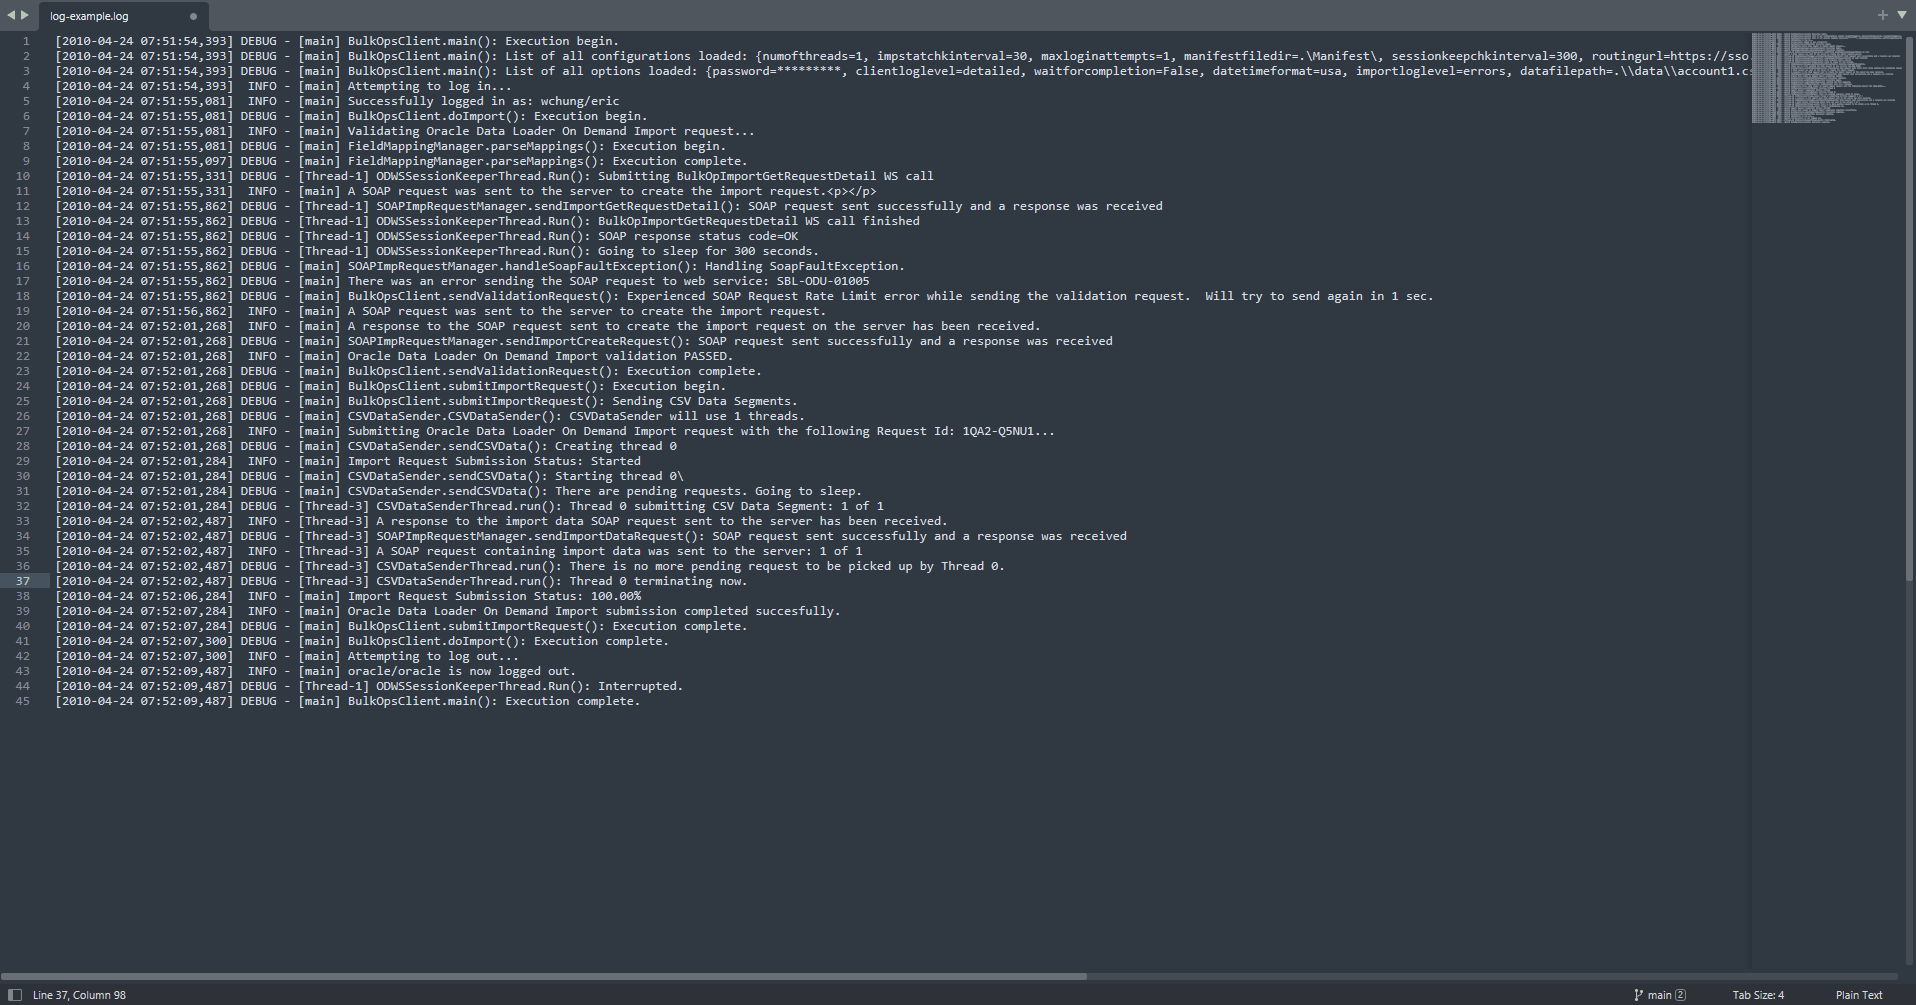 log-example.log
1 [2010-04-24 07:51:54,393] DEBUG - [main] BulkOpsClient.main(): Execution begin.
2 [2010-04-24 07:51:54,393] DEBUG - [main] BulkOpsClient.main(): List of all configurations loaded: {numofthreads=1, impstatchkinterval=30, maxloginattempts=1, manifestfiledir=.\Manifest\, sessionkeepchkinterval=300, routingurl=https://sso.
3 [2010-04-24 07:51:54,393] DEBUG - [main] BulkOpsClient.main(): List of all options loaded: {password=*********, clientloglevel=detailed, waitforcompletion=False, datetimeformat=usa, importloglevel=errors, datafilepath=.\\data\\account1.cs
4 [2010-04-24 07:51:54,393]  INFO - [main] Attempting to log in...
5 [2010-04-24 07:51:55,081]  INFO - [main] Successfully logged in as: wchung/eric
6 [2010-04-24 07:51:55,081] DEBUG - [main] BulkOpsClient.doImport(): Execution begin.
7 [2010-04-24 07:51:55,081]  INFO - [main] Validating Oracle Data Loader On Demand Import request...
8 [2010-04-24 07:51:55,081] DEBUG - [main] FieldMappingManager.parseMappings(): Execution begin.
9 [2010-04-24 07:51:55,097] DEBUG - [main] FieldMappingManager.parseMappings(): Execution complete.
10 [2010-04-24 07:51:55,331] DEBUG - [Thread-1] ODWSSessionKeeperThread.Run(): Submitting BulkOpImportGetRequestDetail WS call
11 [2010-04-24 07:51:55,331]  INFO - [main] A SOAP request was sent to the server to create the import request.<p></p>
12 [2010-04-24 07:51:55,862] DEBUG - [Thread-1] SOAPImpRequestManager.sendImportGetRequestDetail(): SOAP request sent successfully and a response was received
13 [2010-04-24 07:51:55,862] DEBUG - [Thread-1] ODWSSessionKeeperThread.Run(): BulkOpImportGetRequestDetail WS call finished
14 [2010-04-24 07:51:55,862] DEBUG - [Thread-1] ODWSSessionKeeperThread.Run(): SOAP response status code=OK
15 [2010-04-24 07:51:55,862] DEBUG - [Thread-1] ODWSSessionKeeperThread.Run(): Going to sleep for 300 seconds.
16 [2010-04-24 07:51:55,862] DEBUG - [main] SOAPImpRequestManager.handleSoapFaultException(): Handling SoapFaultException.
17 [2010-04-24 07:51:55,862]  INFO - [main] There was an error sending the SOAP request to web service: SBL-ODU-01005
18 [2010-04-24 07:51:55,862] DEBUG - [main] BulkOpsClient.sendValidationRequest(): Experienced SOAP Request Rate Limit error while sending the validation request.  Will try to send again in 1 sec.
19 [2010-04-24 07:51:56,862]  INFO - [main] A SOAP request was sent to the server to create the import request.
20 [2010-04-24 07:52:01,268]  INFO - [main] A response to the SOAP request sent to create the import request on the server has been received.
21 [2010-04-24 07:52:01,268] DEBUG - [main] SOAPImpRequestManager.sendImportCreateRequest(): SOAP request sent successfully and a response was received
22 [2010-04-24 07:52:01,268]  INFO - [main] Oracle Data Loader On Demand Import validation PASSED.
23 [2010-04-24 07:52:01,268] DEBUG - [main] BulkOpsClient.sendValidationRequest(): Execution complete.
24 [2010-04-24 07:52:01,268] DEBUG - [main] BulkOpsClient.submitImportRequest(): Execution begin.
25 [2010-04-24 07:52:01,268] DEBUG - [main] BulkOpsClient.submitImportRequest(): Sending CSV Data Segments.
26 [2010-04-24 07:52:01,268] DEBUG - [main] CSVDataSender.CSVDataSender(): CSVDataSender will use 1 threads.
27 [2010-04-24 07:52:01,268]  INFO - [main] Submitting Oracle Data Loader On Demand Import request with the following Request Id: 1QA2-Q5NU1...
28 [2010-04-24 07:52:01,268] DEBUG - [main] CSVDataSender.sendCSVData(): Creating thread 0
29 [2010-04-24 07:52:01,284]  INFO - [main] Import Request Submission Status: Started
30 [2010-04-24 07:52:01,284] DEBUG - [main] CSVDataSender.sendCSVData(): Starting thread 0\
31 [2010-04-24 07:52:01,284] DEBUG - [main] CSVDataSender.sendCSVData(): There are pending requests. Going to sleep.
32 [2010-04-24 07:52:01,284] DEBUG - [Thread-3] CSVDataSenderThread.run(): Thread 0 submitting CSV Data Segment: 1 of 1
33 [2010-04-24 07:52:02,487]  INFO - [Thread-3] A response to the import data SOAP request sent to the server has been received.
34 [2010-04-24 07:52:02,487] DEBUG - [Thread-3] SOAPImpRequestManager.sendImportDataRequest(): SOAP request sent successfully and a response was received
35 [2010-04-24 07:52:02,487]  INFO - [Thread-3] A SOAP request containing import data was sent to the server: 1 of 1
36 [2010-04-24 07:52:02,487] DEBUG - [Thread-3] CSVDataSenderThread.run(): There is no more pending request to be picked up by Thread 0.
37 [2010-04-24 07:52:02,487] DEBUG - [Thread-3] CSVDataSenderThread.run(): Thread 0 terminating now.
38 [2010-04-24 07:52:06,284]  INFO - [main] Import Request Submission Status: 100.00%
39 [2010-04-24 07:52:07,284]  INFO - [main] Oracle Data Loader On Demand Import submission completed succesfully.
40 [2010-04-24 07:52:07,284] DEBUG - [main] BulkOpsClient.submitImportRequest(): Execution complete.
41 [2010-04-24 07:52:07,300] DEBUG - [main] BulkOpsClient.doImport(): Execution complete.
42 [2010-04-24 07:52:07,300]  INFO - [main] Attempting to log out...
43 [2010-04-24 07:52:09,487]  INFO - [main] oracle/oracle is now logged out.
44 [2010-04-24 07:52:09,487] DEBUG - [Thread-1] ODWSSessionKeeperThread.Run(): Interrupted.
45 [2010-04-24 07:52:09,487] DEBUG - [main] BulkOpsClient.main(): Execution complete.
Line 37, Column 98 main 2 Tab Size: 4 Plain Text